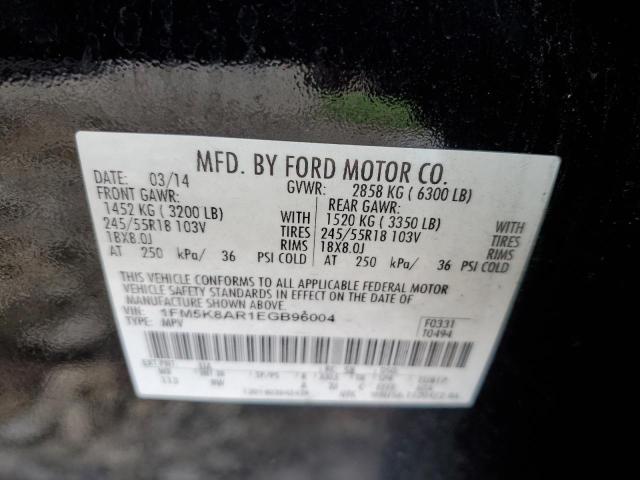 MFD. BY FORD MOTOR CO.
DATE: 03/14 GVWR: 2858 KG ( 6300 LB)
FRONT GAWR: REAR GAWR:
1452 KG ( 3200 LB) WITH 1520 KG ( 3350 LB) WITH
245/55R18 103V TIRES 245/55R18 103V TIRES
18X8.0J RIMS 18X8.0J RIMS
AT 250 kPa/ 36 PSI COLD AT 250 kPa/ 36 PSI COLD
THIS VEHICLE CONFORMS TO ALL APPLICABLE FEDERAL MOTOR
VEHICLE SAFETY STANDARDS IN EFFECT ON THE DATE OF
MANUFACTURE SHOWN ABOVE.
VIN: 1FM5K8AR1EGB96004 F0331
TYPE: MPV T0494